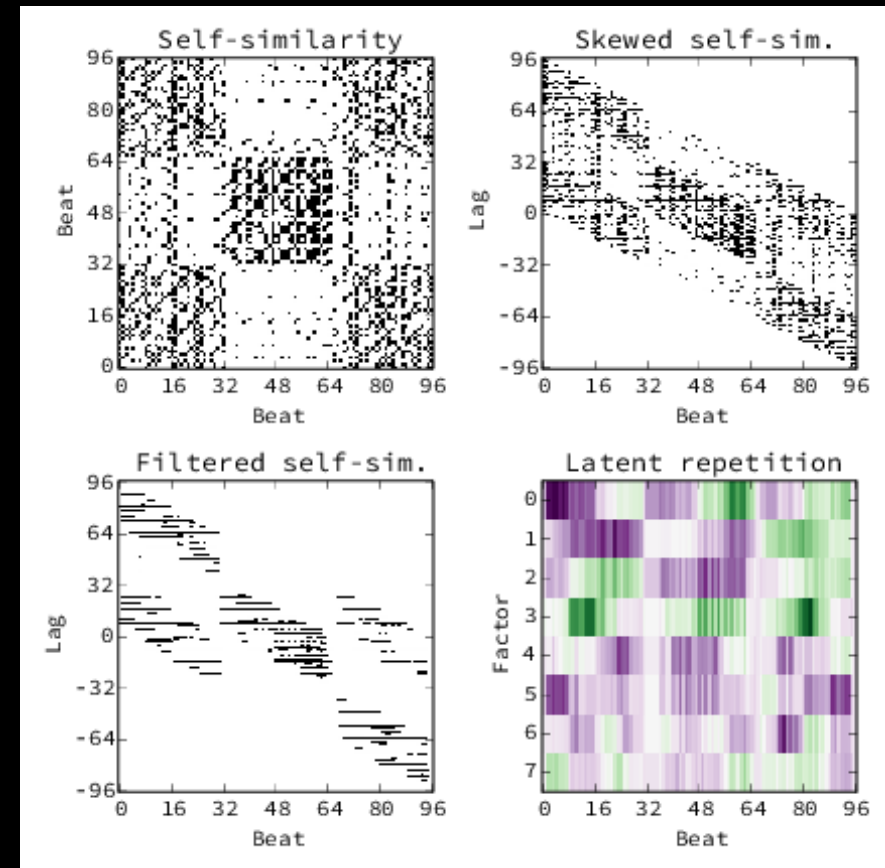 Self-similarity
96
80
64
48
32
16
0
Beat
0 16 32 48 64 80 96
Beat
Skewed self-sim.
96
64
32
0
-32
-64
-96
Lag
0 16 32 48 64 80 96
Beat
Filtered self-sim.
96
64
32
0
-32
-64
-96
Lag
0 16 32 48 64 80 96
Beat
Latent repetition
0
1
2
3
4
5
6
7
Factor
0 16 32 48 64 80 96
Beat